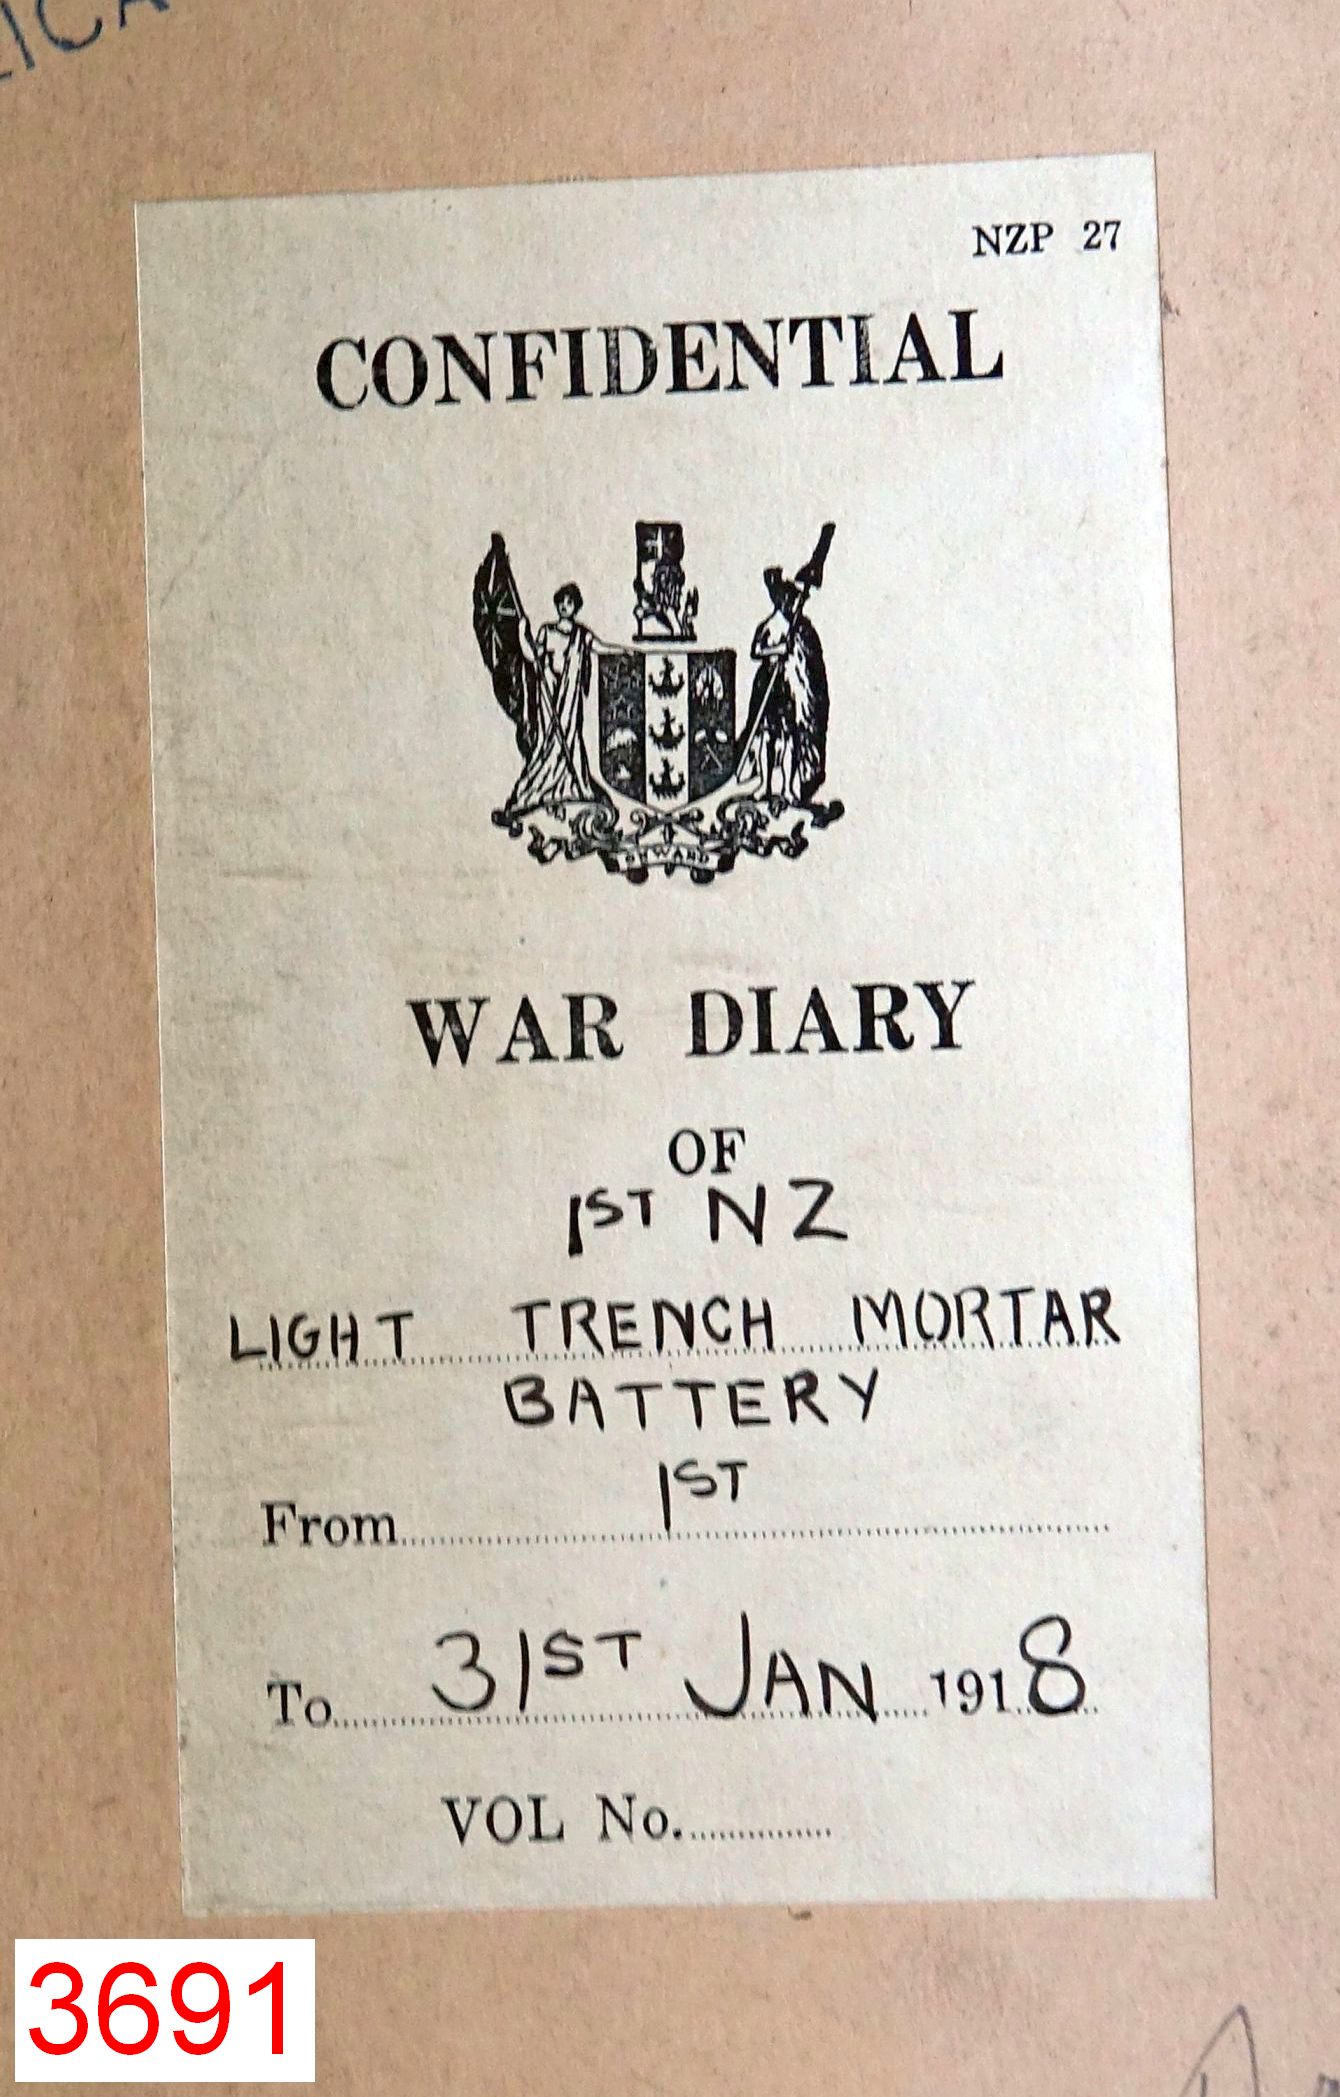 NZP 27
CONFIDENTIAL
ONWARD
WAR DIARY
OF
1ST NZ
LIGHT TRENCH MORTAR
BATTERY
From 1ST
To 31ST JAN 1918
VOL No.
3691